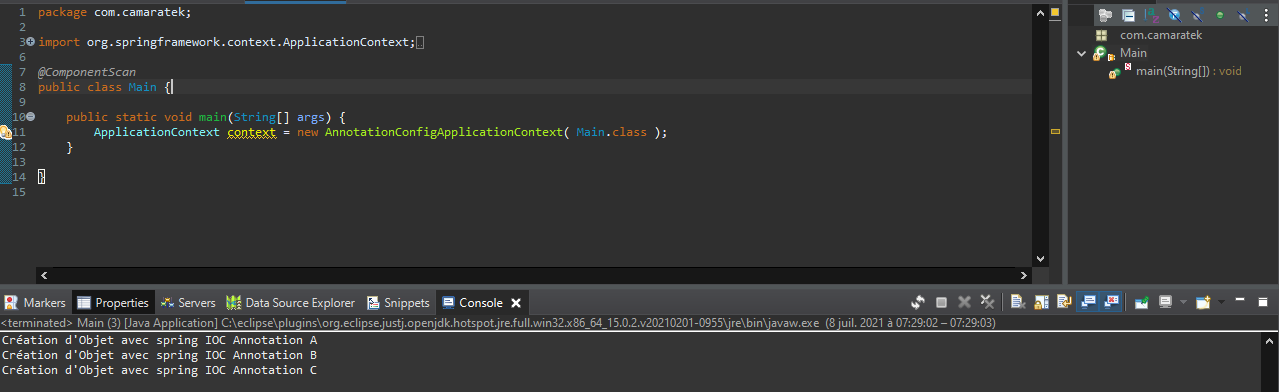 1 package com.camaratek;
2
3 import org.springframework.context.ApplicationContext;
6
7 @ComponentScan
8 public class Main {
9
10 public static void main(String[] args) {
11 ApplicationContext context = new AnnotationConfigApplicationContext( Main.class );
12 }
13
14 }
15
com.camaratek
Main
main(String[]) : void
Markers Properties Servers Data Source Explorer Snippets Console
<terminated> Main (3) [Java Application] C:\eclipse\plugins\org.eclipse.justj.openjdk.hotspot.jre.full.win32.x86_64_15.0.2.v20210201-0955\jre\bin\javaw.exe (8 juil. 2021 à 07:29:02 – 07:29:03)
Création d'Objet avec spring IOC Annotation A
Création d'Objet avec spring IOC Annotation B
Création d'Objet avec spring IOC Annotation C